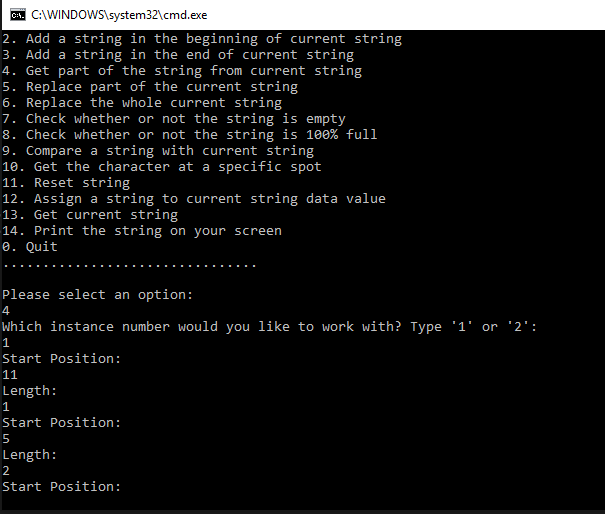 C:\WINDOWS\system32\cmd.exe
2. Add a string in the beginning of current string
3. Add a string in the end of current string
4. Get part of the string from current string
5. Replace part of the current string
6. Replace the whole current string
7. Check whether or not the string is empty
8. Check whether or not the string is 100% full
9. Compare a string with current string
10. Get the character at a specific spot
11. Reset string
12. Assign a string to current string data value
13. Get current string
14. Print the string on your screen
0. Quit
................................
Please select an option:
4
Which instance number would you like to work with? Type '1' or '2':
1
Start Position:
11
Length:
1
Start Position:
5
Length:
2
Start Position: